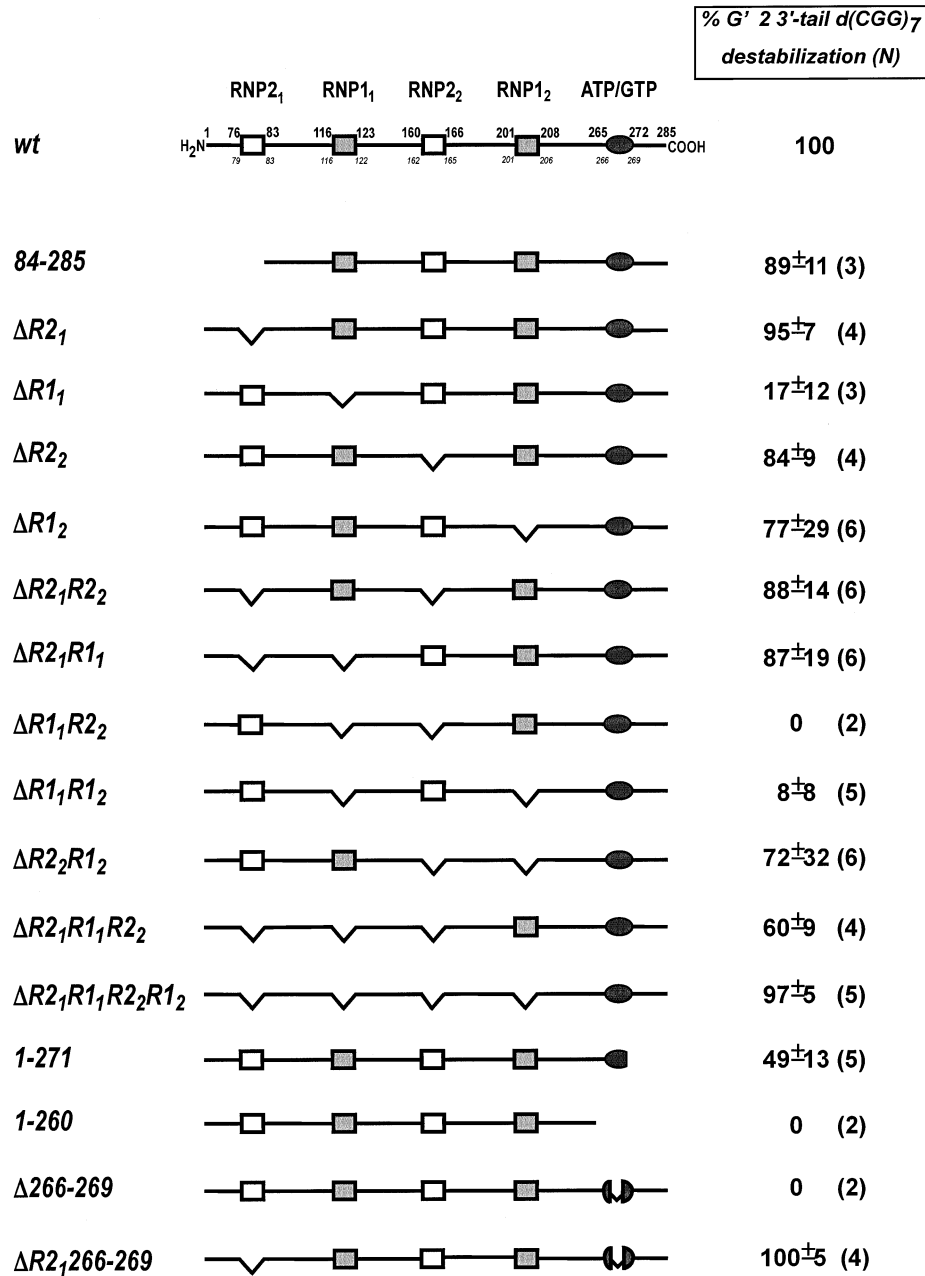 % G' 2 3'-tail d(CGG)7
destabilization (N)
RNP2₁ RNP1₁ RNP2₂ RNP1₂ ATP/GTP
1 76 83 116 123 160 166 201 208 265 272 285
wt H₂N COOH 100
79 83 116 122 162 165 201 206 266 269
84-285 89±11 (3)
ΔR2₁ 95±7 (4)
ΔR1₁ 17±12 (3)
ΔR2₂ 84±9 (4)
ΔR1₂ 77±29 (6)
ΔR2₁R2₂ 88±14 (6)
ΔR2₁R1₁ 87±19 (6)
ΔR1₁R2₂ 0 (2)
ΔR1₁R1₂ 8±8 (5)
ΔR2₂R1₂ 72±32 (6)
ΔR2₁R1₁R2₂ 60±9 (4)
ΔR2₁R1₁R2₂R1₂ 97±5 (5)
1-271 49±13 (5)
1-260 0 (2)
Δ266-269 0 (2)
ΔR2₁266-269 100±5 (4)